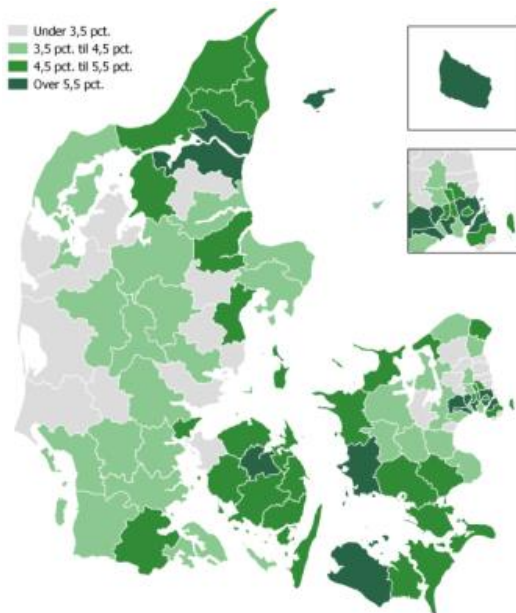 Under 3,5 pct.
3,5 pct. til 4,5 pct.
4,5 pct. til 5,5 pct.
Over 5,5 pct.